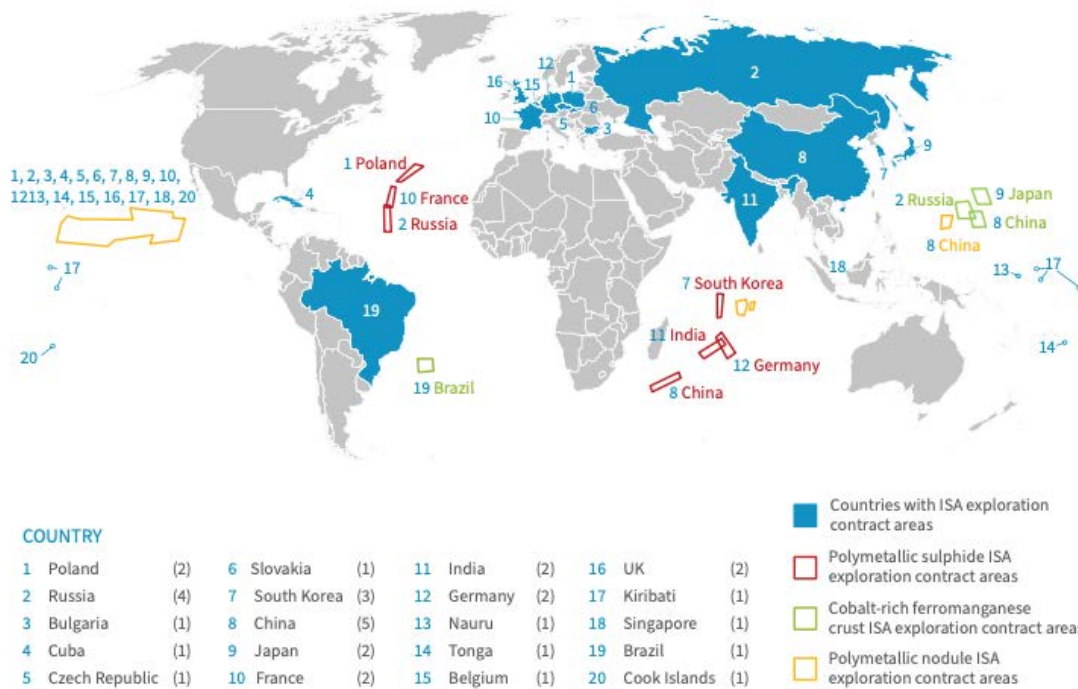 12
1
2
16
15
10
6
5
3
1 Poland
4
1, 2, 3, 4, 5, 6, 7, 8, 9, 10,
1213, 14, 15, 16, 17, 18, 20
10 France
2 Russia
8
9
7
11
2 Russia
9 Japan
8 China
8 China
17
18
13
17
7 South Korea
19
11 India
20
14
12 Germany
19 Brazil
8 China
COUNTRY
1 Poland (2)
2 Russia (4)
3 Bulgaria (1)
4 Cuba (1)
5 Czech Republic (1)
6 Slovakia (1)
7 South Korea (3)
8 China (5)
9 Japan (2)
10 France (2)
11 India (2)
12 Germany (2)
13 Nauru (1)
14 Tonga (1)
15 Belgium (1)
16 UK (2)
17 Kiribati (1)
18 Singapore (1)
19 Brazil (1)
20 Cook Islands (1)
Countries with ISA exploration
contract areas
Polymetallic sulphide ISA
exploration contract areas
Cobalt-rich ferromanganese
crust ISA exploration contract areas
Polymetallic nodule ISA
exploration contract areas